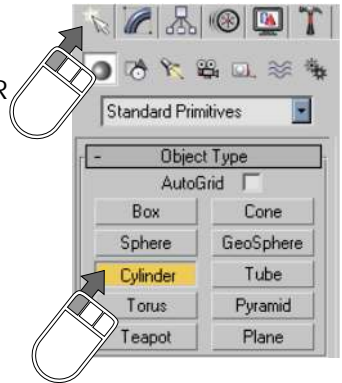 R
Standard Primitives
- Object Type
AutoGrid
Box Cone
Sphere GeoSphere
Cylinder Tube
Torus Pyramid
Teapot Plane